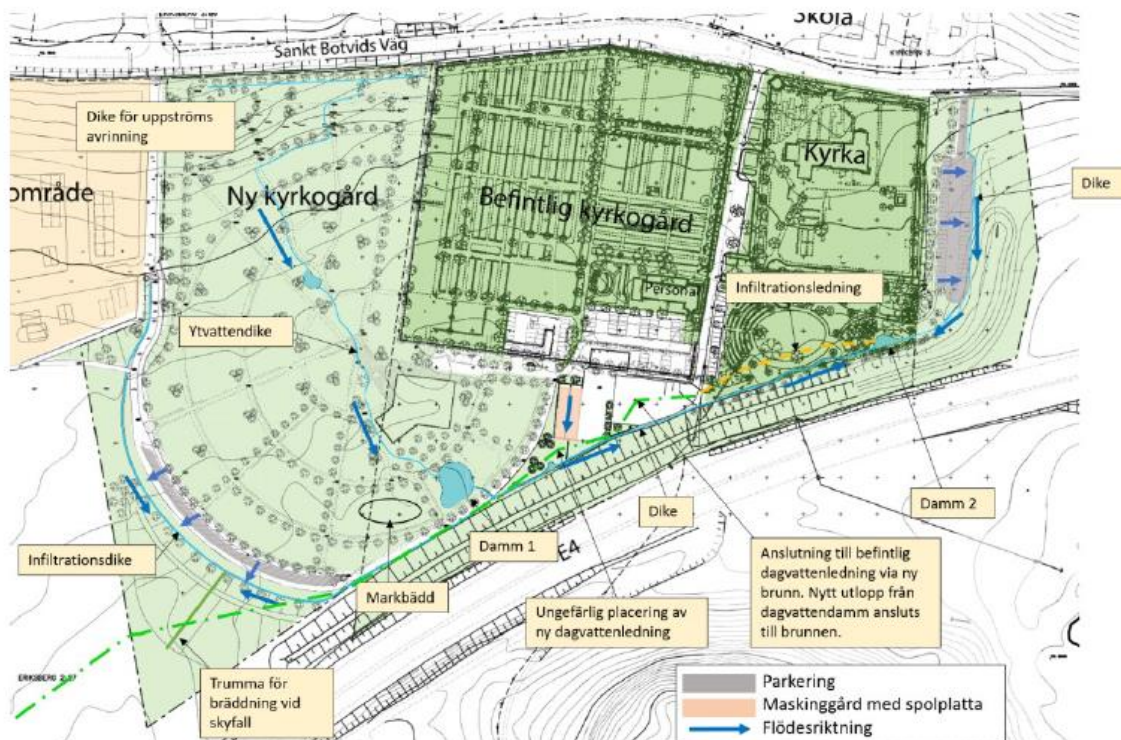 Skola
Sankt Botvids Väg
Dike för uppströms
avrinning
Kyrka
område
Ny kyrkogård
Befintlig kyrkogård
Dike
Personal
Infiltrationsledning
Ytvattendike
Damm 2
Dike
Damm 1
E4
Infiltrationsdike
Markbädd
Anslutning till befintlig
dagvattenledning via ny
brunn. Nytt utlopp från
dagvattendamm ansluts
till brunnen.
Ungefärlig placering av
ny dagvattenledning
Trumma för
bräddning vid
skyfall
Parkering
Maskinggård med spolplatta
Flödesriktning